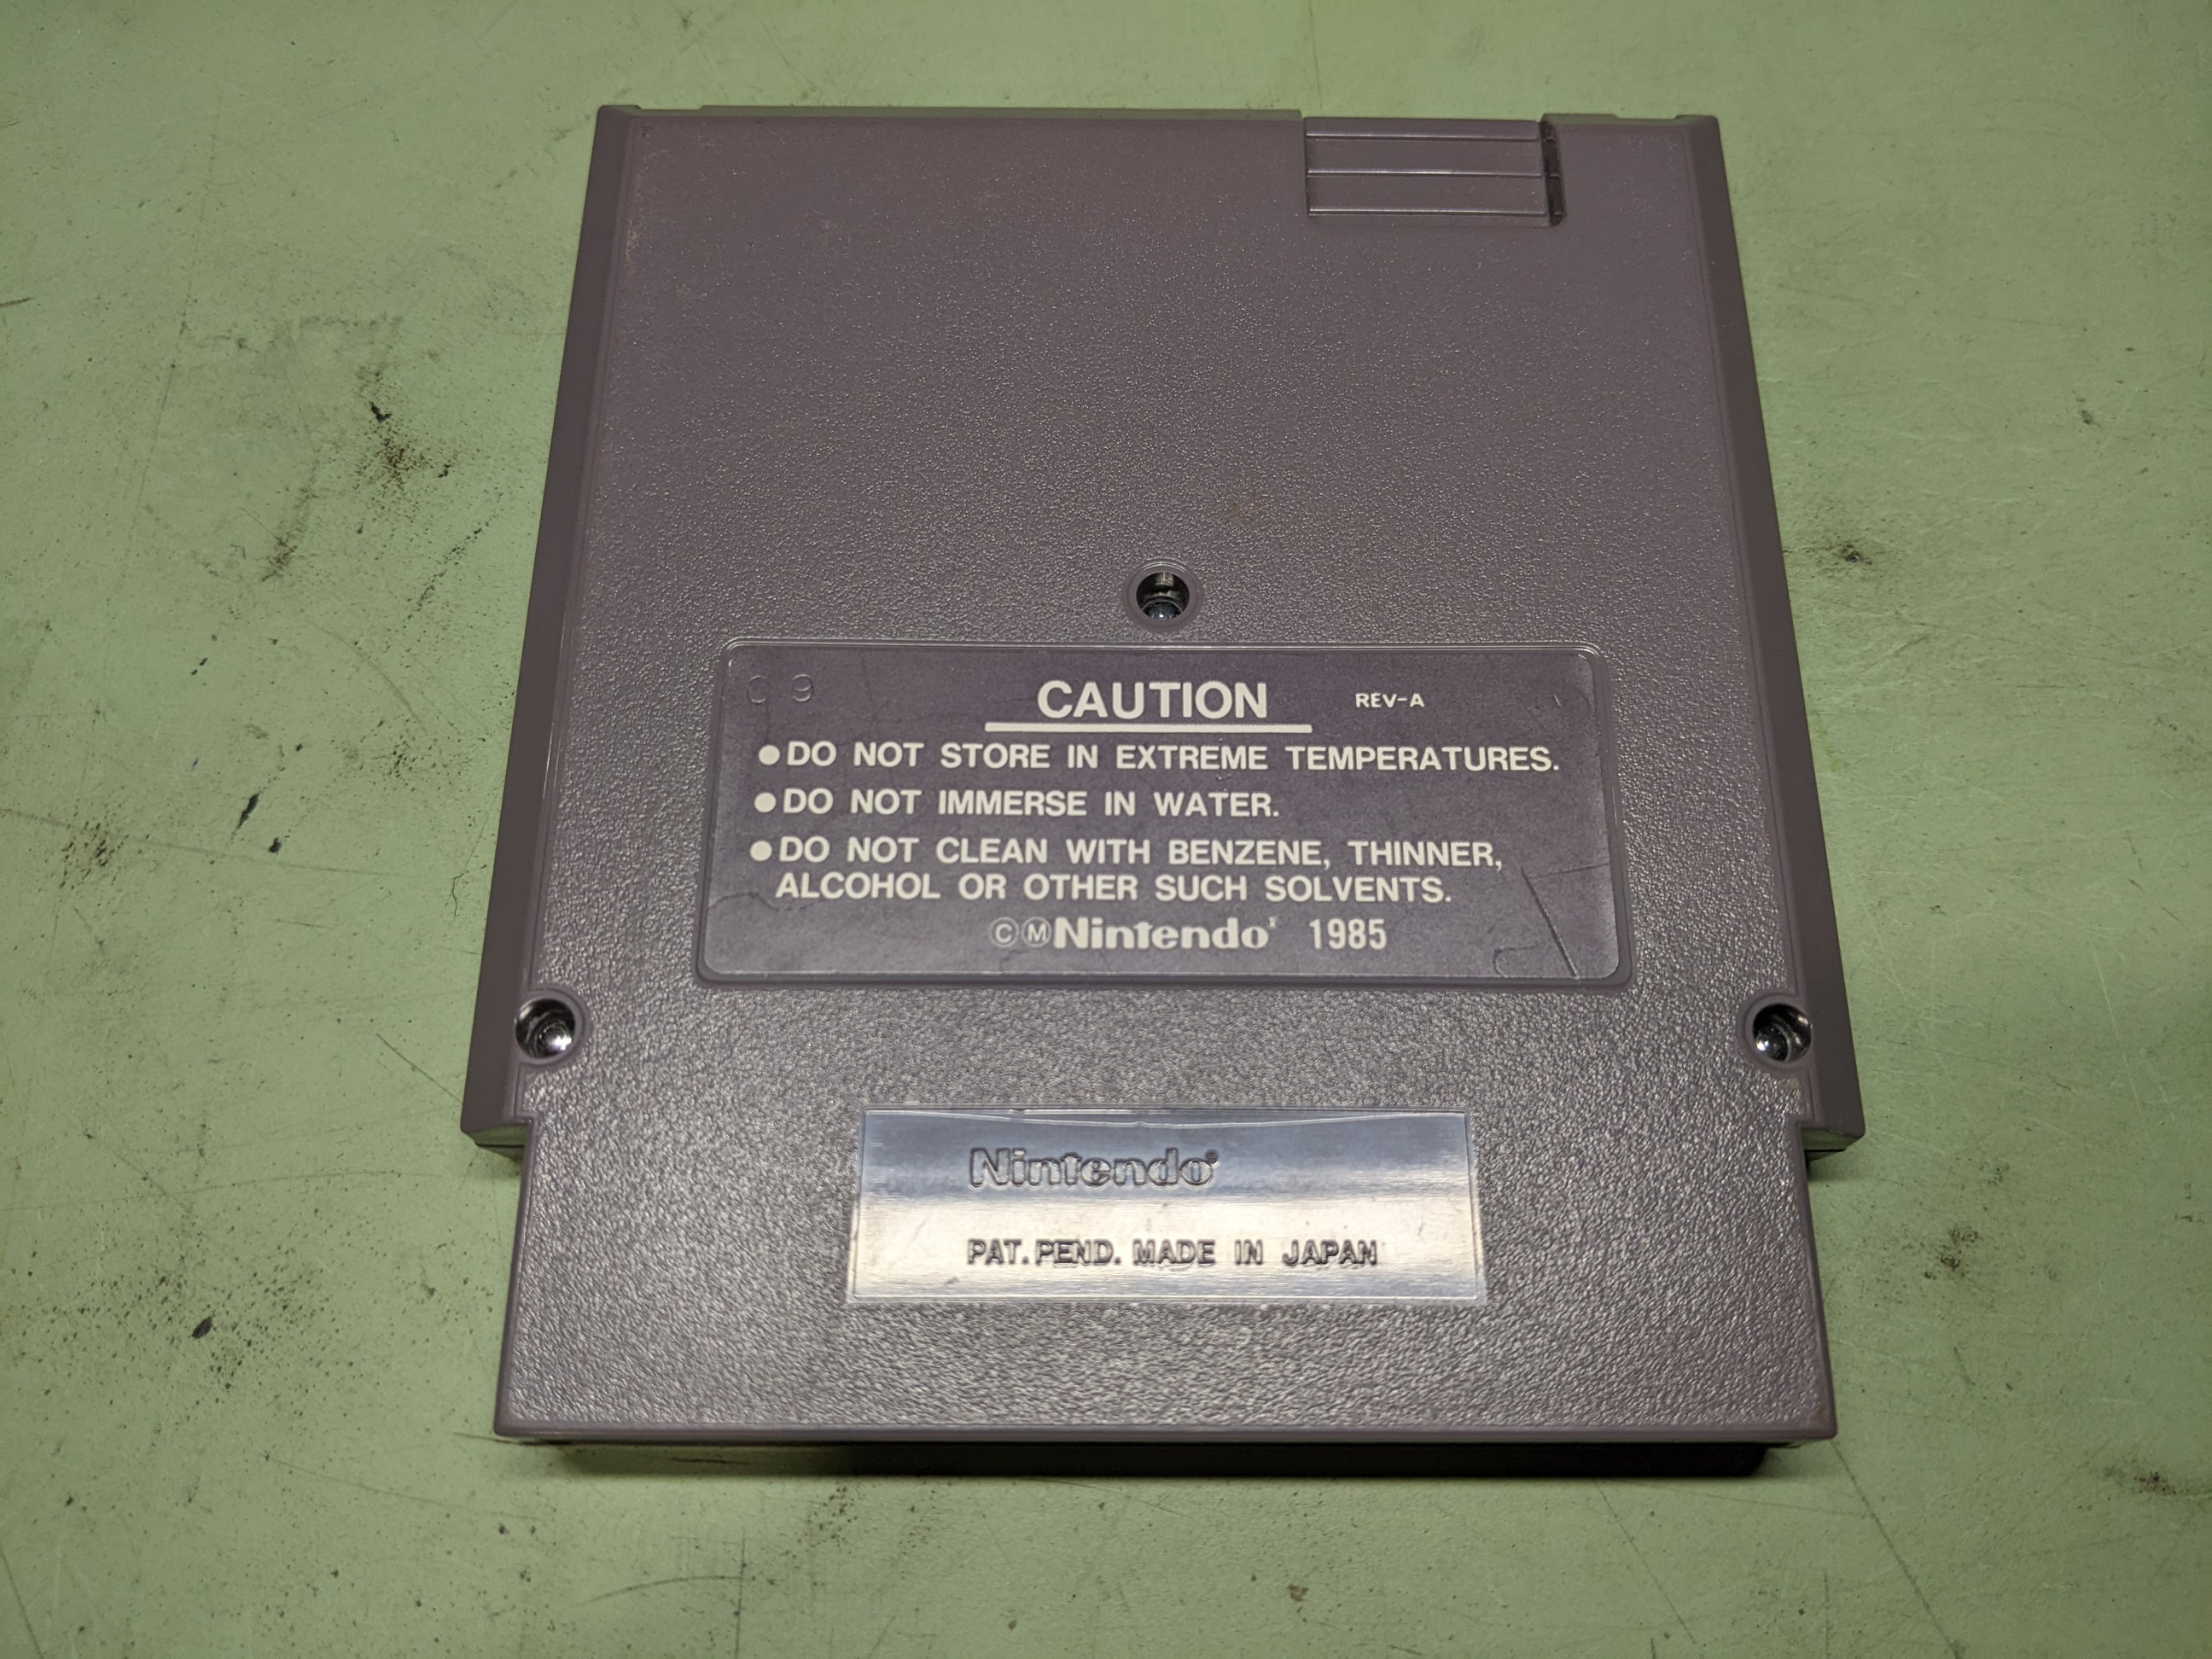 C 9
CAUTION REV-A
●DO NOT STORE IN EXTREME TEMPERATURES.
●DO NOT IMMERSE IN WATER.
●DO NOT CLEAN WITH BENZENE, THINNER,
ALCOHOL OR OTHER SUCH SOLVENTS.
©ⓂNintendo® 1985
Nintendo®
PAT. PEND. MADE IN JAPAN